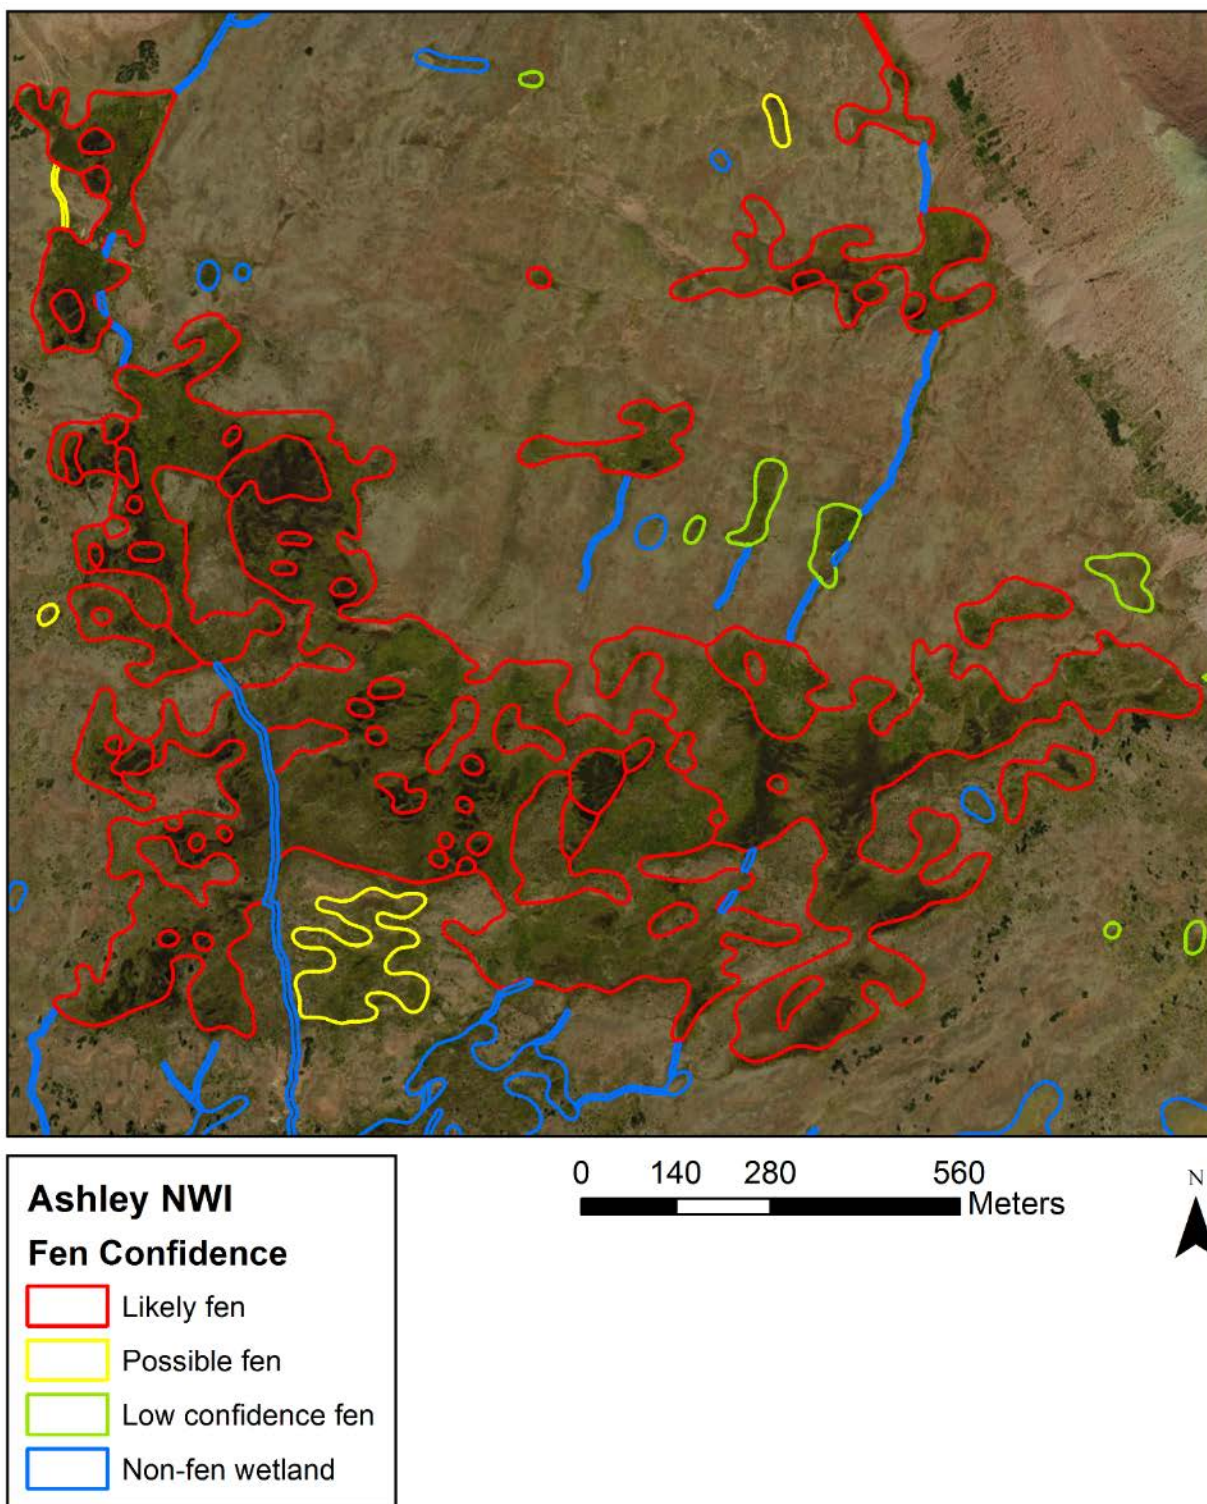 0 140 280 560
Meters
N
Ashley NWI
Fen Confidence
Likely fen
Possible fen
Low confidence fen
Non-fen wetland